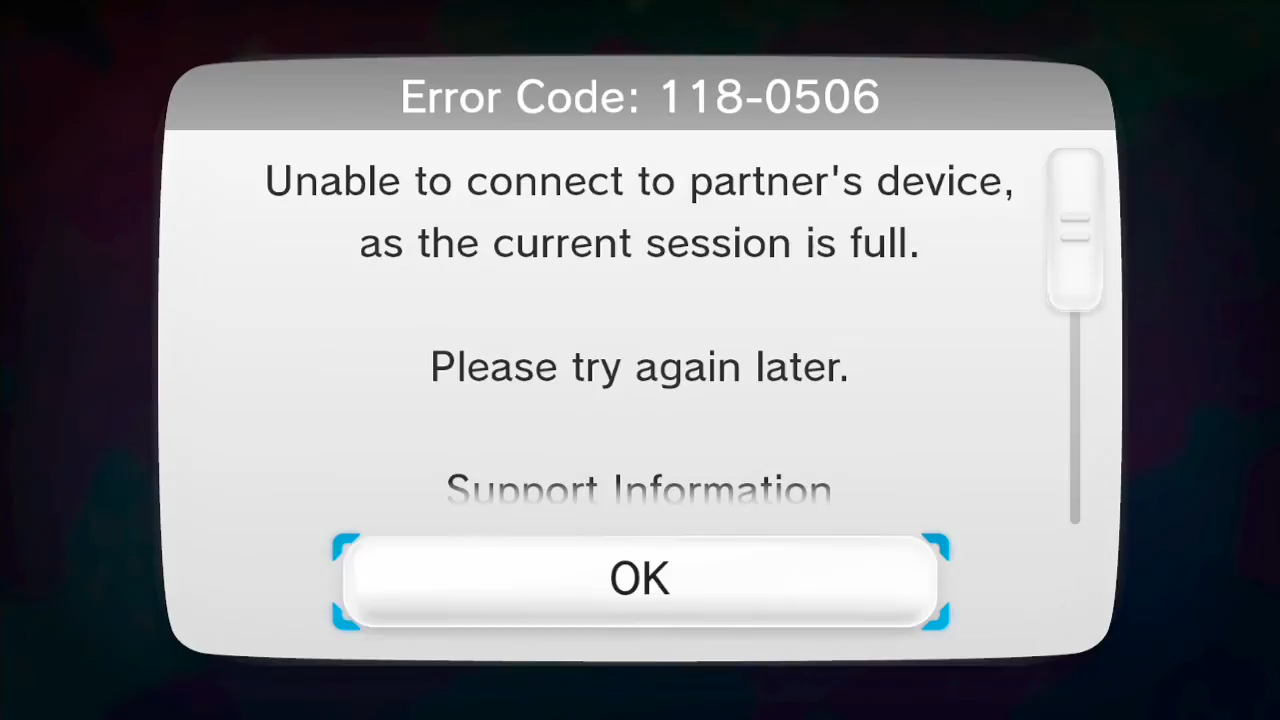 Error Code: 118-0506
Unable to connect to partner's device,
as the current session is full.
Please try again later.
Support Information
OK